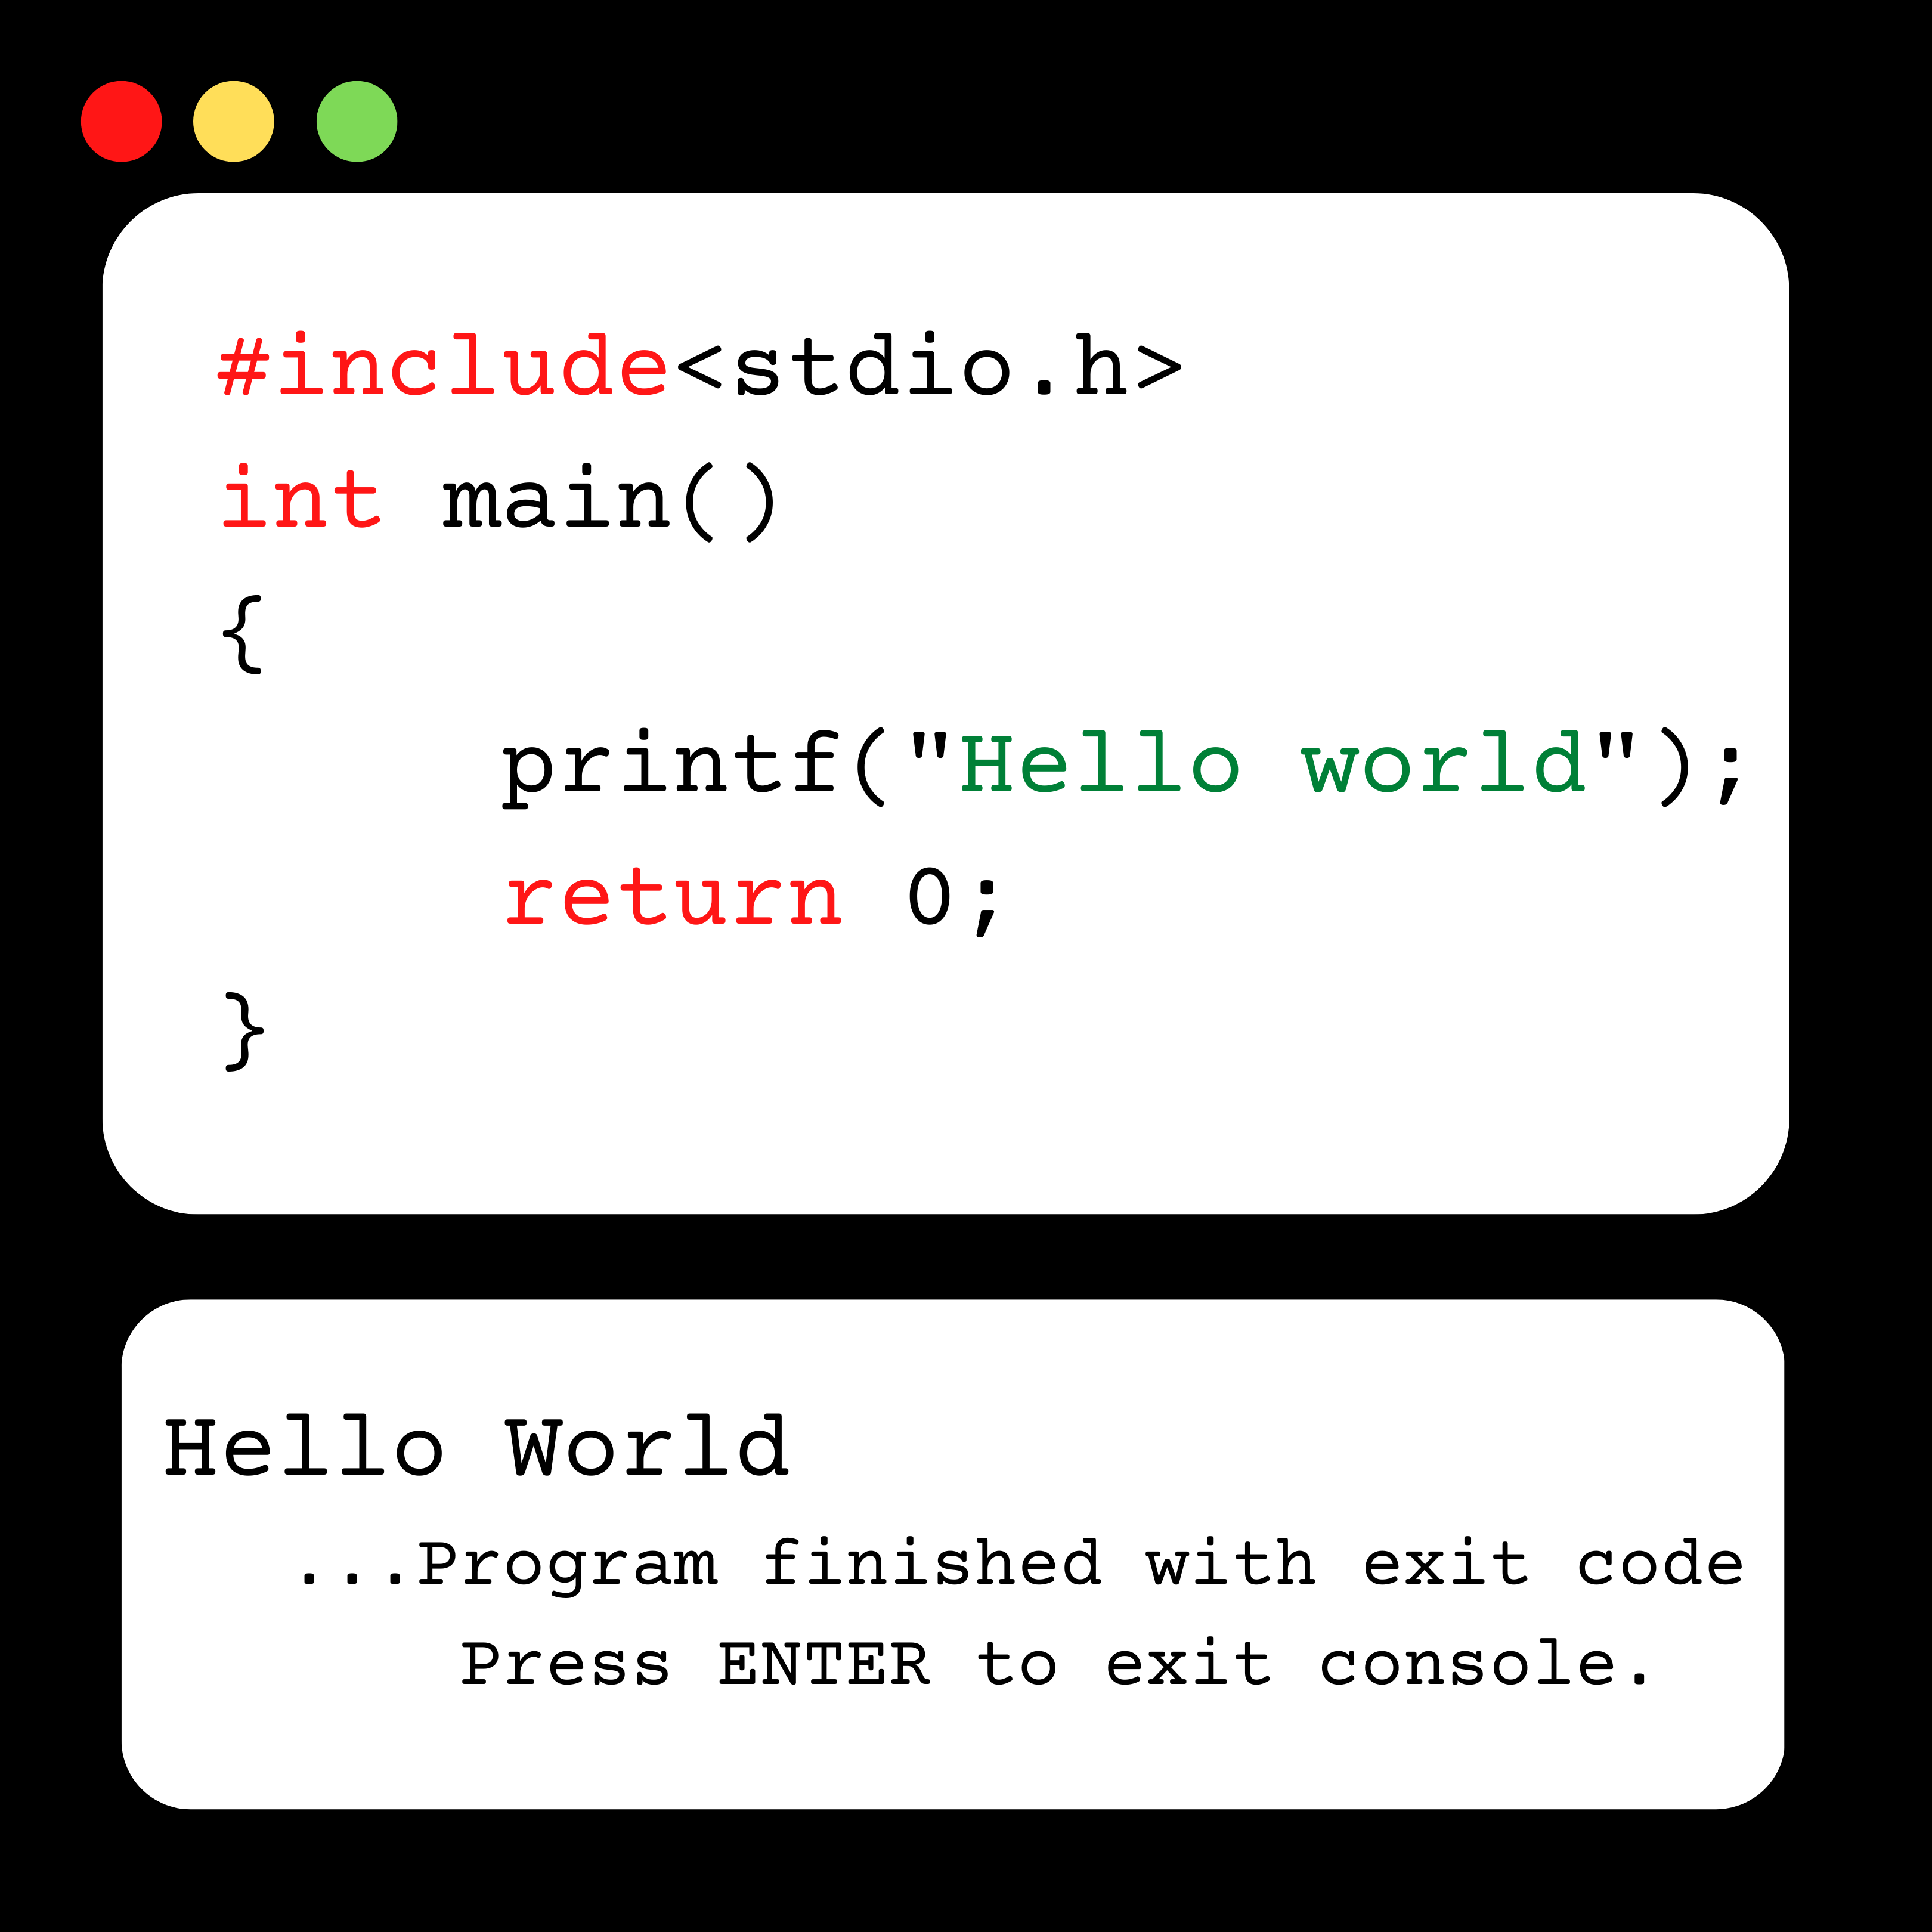 #include<stdio.h>
int main()
{
printf("Hello world");
return 0;
}
Hello World
...Program finished with exit code
Press ENTER to exit console.